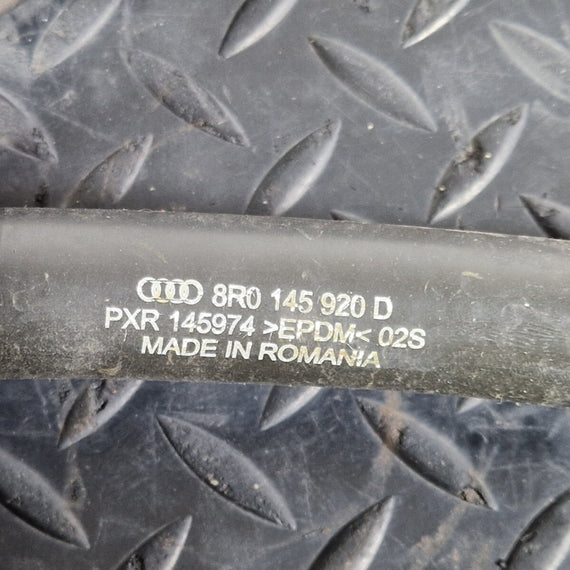 8R0 145 920 D
PXR 145974 >EPDM< 02S
MADE IN ROMANIA